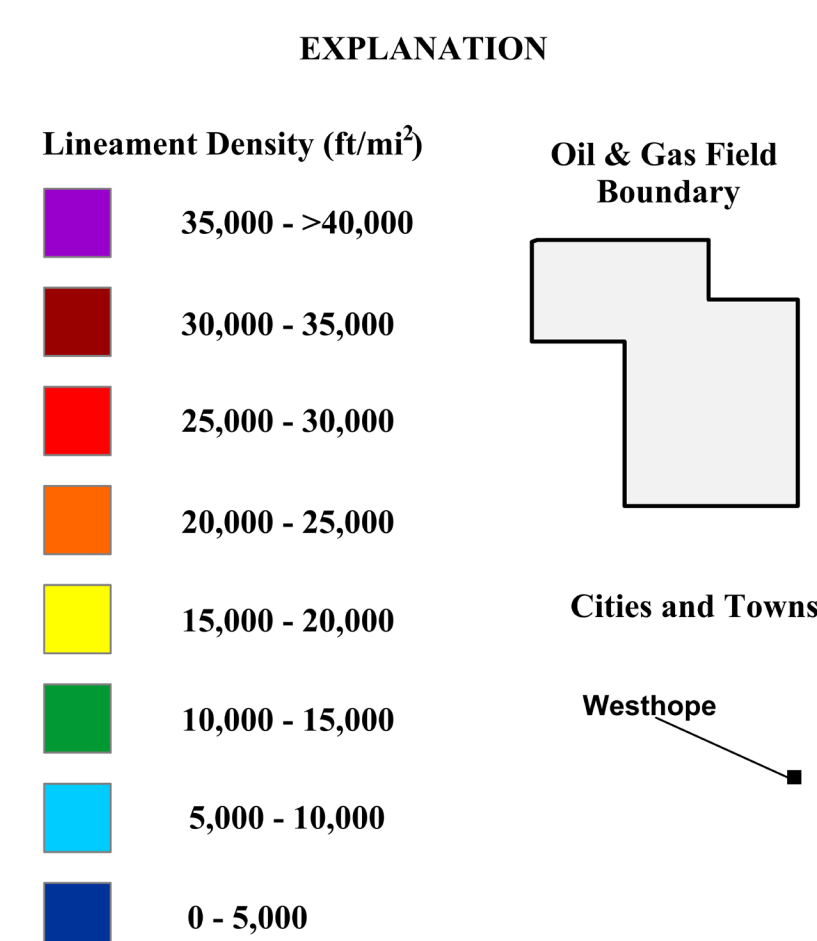 EXPLANATION
Lineament Density (ft/mi²)
35,000 - >40,000
30,000 - 35,000
25,000 - 30,000
20,000 - 25,000
15,000 - 20,000
10,000 - 15,000
5,000 - 10,000
0 - 5,000
Oil & Gas Field
Boundary
Cities and Towns
Westhope